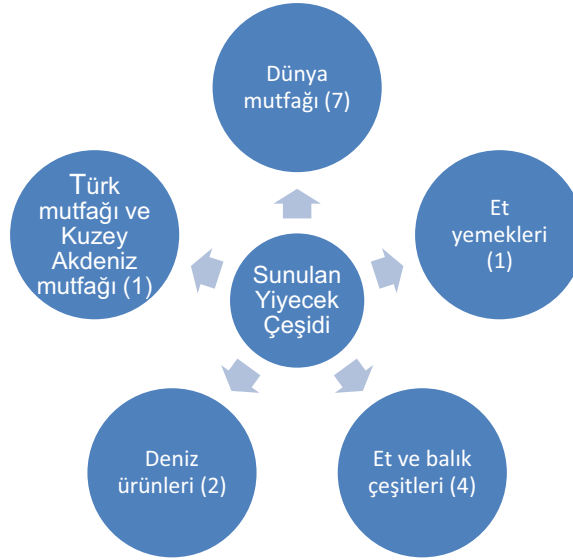 Dünya
mutfağı (7)
Et
yemekleri
(1)
Et ve balık
çeşitleri (4)
Deniz
ürünleri (2)
Türk
mutfağı ve
Kuzey
Akdeniz
mutfağı (1)
Sunulan
Yiyecek
Çeşidi